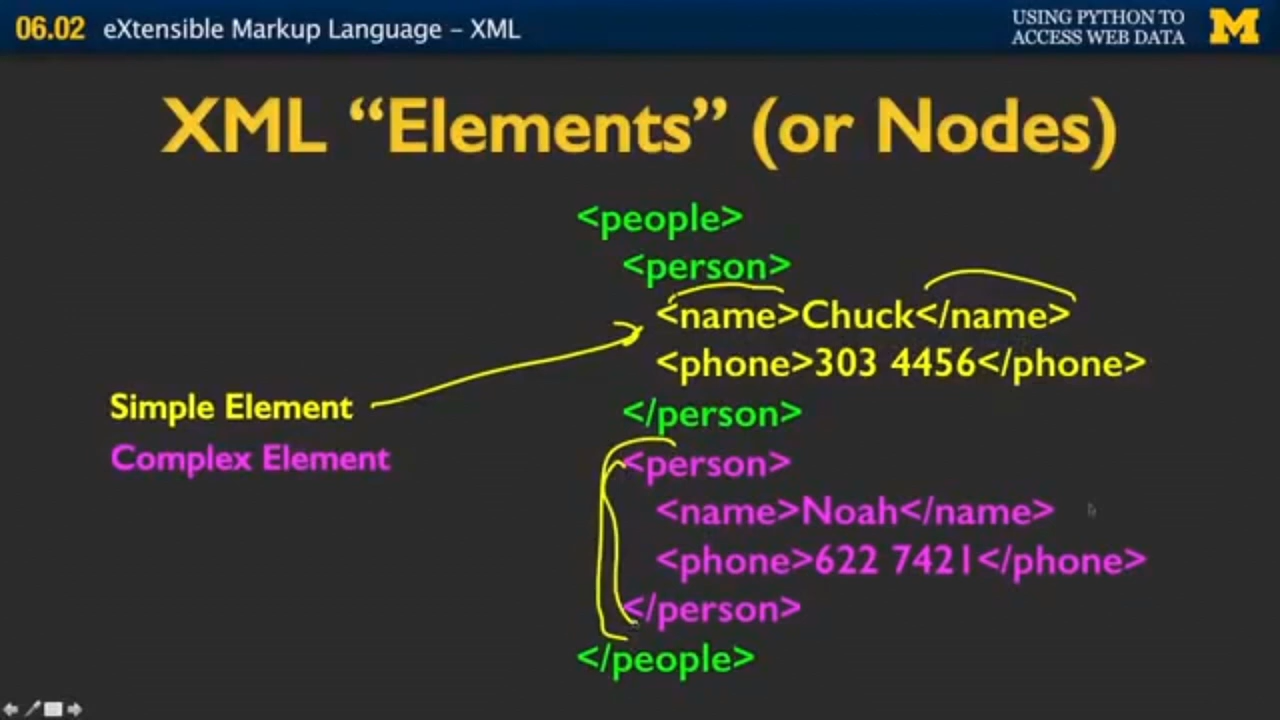 06.02 eXtensible Markup Language – XML
USING PYTHON TO
ACCESS WEB DATA
M
XML “Elements” (or Nodes)
<people>
<person>
<name>Chuck</name>
<phone>303 4456</phone>
Simple Element
</person>
Complex Element
<person>
<name>Noah</name>
<phone>622 7421</phone>
</person>
</people>